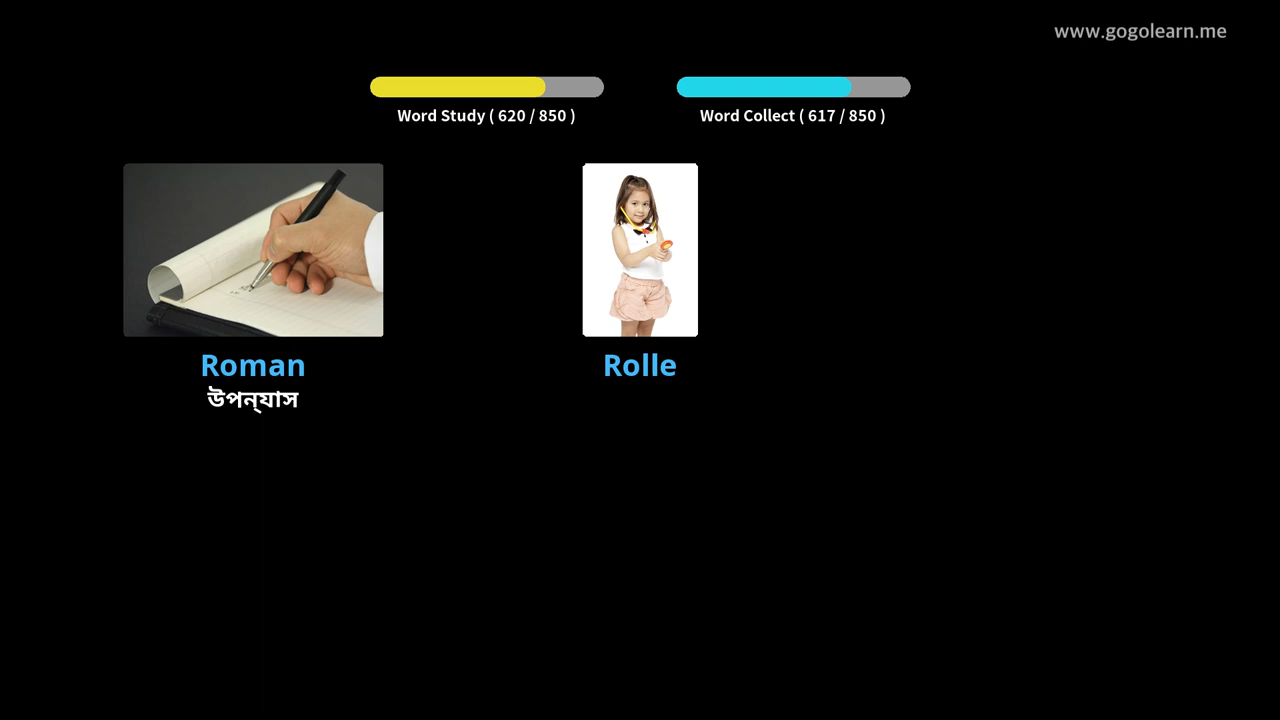 www.gogolearn.me
Word Study ( 620 / 850 )
Word Collect ( 617 / 850 )
Roman
Rolle
উপন্যাস